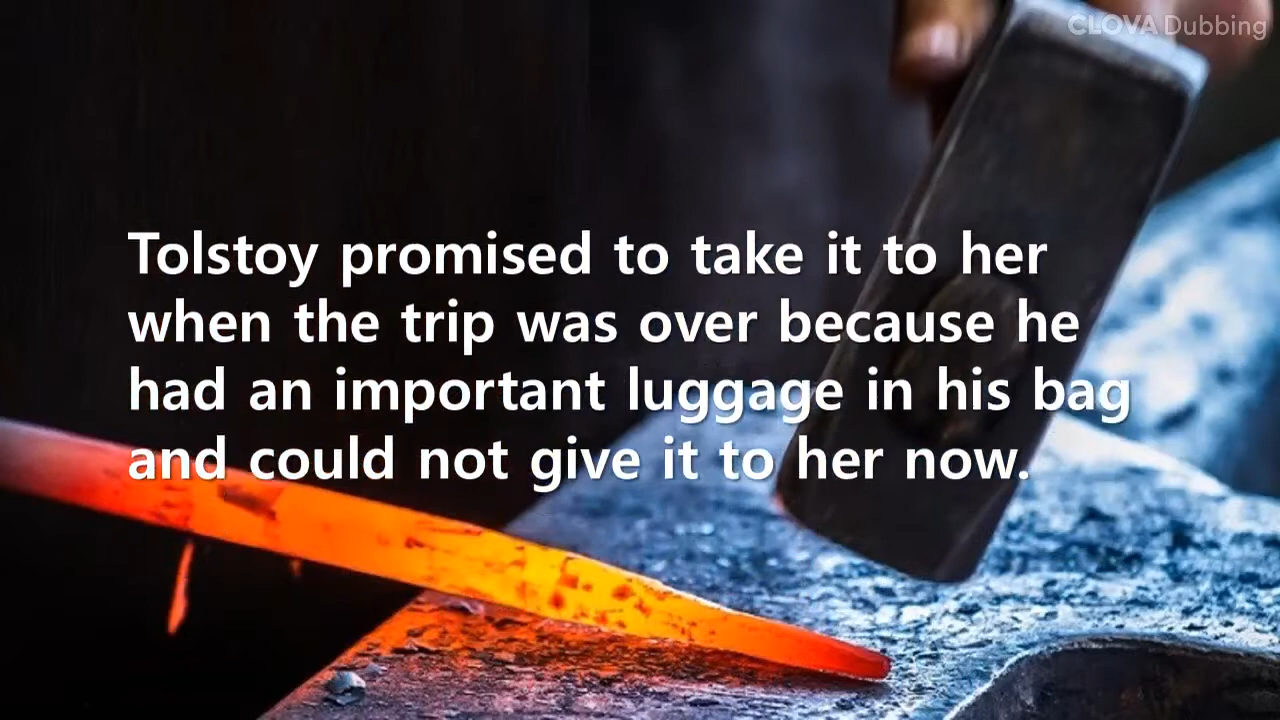 CLOVA Dubbing
Tolstoy promised to take it to her
when the trip was over because he
had an important luggage in his bag
and could not give it to her now.